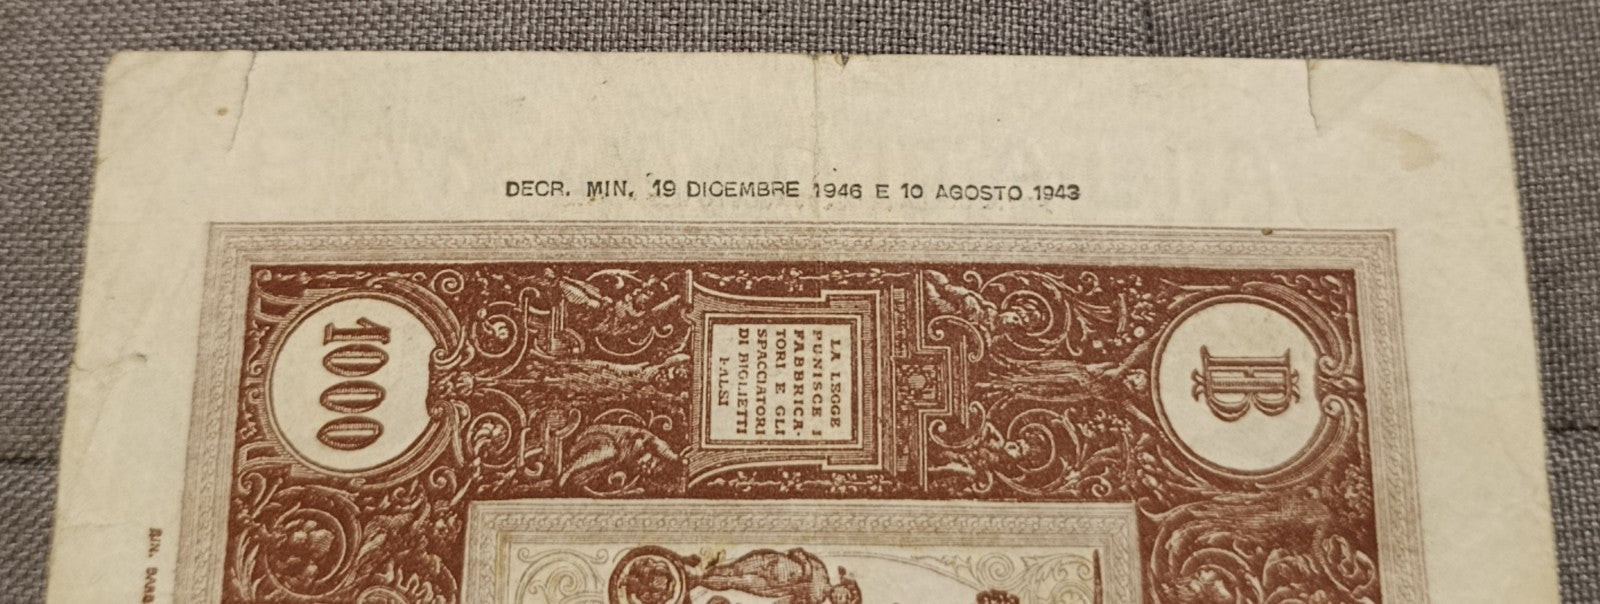 DECR. MIN. 19 DICEMBRE 1946 E 10 AGOSTO 1943
1000
LA LEGGE
PUNISCE I
FABBRICA-
TORI E GLI
SPACCIATORI
DI BIGLIETTI
FALSI
B
RIN.